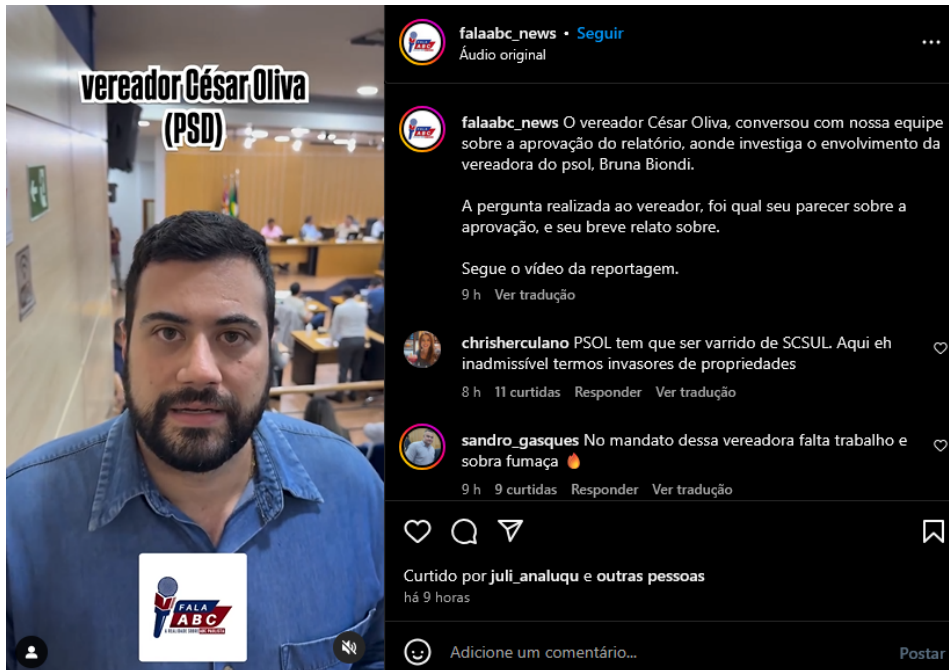 vereador César Oliva
(PSD)
FALA
ABC
falaabc_news • Seguir
Áudio original
falaabc_news O vereador César Oliva, conversou com nossa equipe
sobre a aprovação do relatório, aonde investiga o envolvimento da
vereadora do psol, Bruna Biondi.
A pergunta realizada ao vereador, foi qual seu parecer sobre a
aprovação, e seu breve relato sobre.
Segue o vídeo da reportagem.
9 h Ver tradução
chrisherculano PSOL tem que ser varrido de SCSUL. Aqui eh
inadmissível termos invasores de propriedades
8 h 11 curtidas Responder Ver tradução
sandro_gasques No mandato dessa vereadora falta trabalho e
sobra fumaça 🔥
9 h 9 curtidas Responder Ver tradução
Curtido por juli_analuqu e outras pessoas
há 9 horas
Adicione um comentário...
Postar